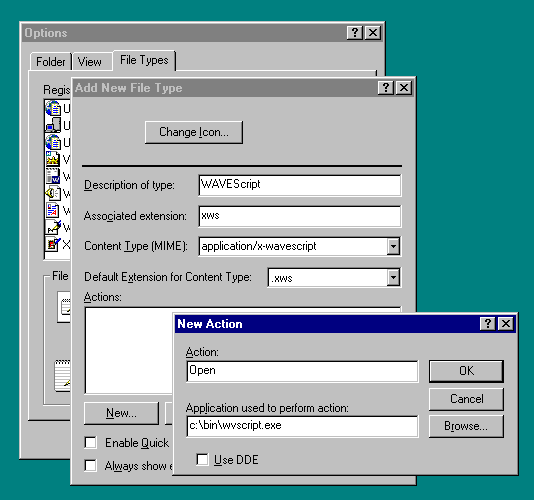 Options
Folder View File Types
Add New File Type
Change Icon...
Description of type: WAVEScript
Associated extension: xws
Content Type (MIME): application/x-wavescript
Default Extension for Content Type: .xws
Actions:
New Action
Action:
Open
OK
Application used to perform action:
c:\bin\wvscript.exe
Cancel
Browse...
Use DDE
New...
Enable Quick
Always show
File